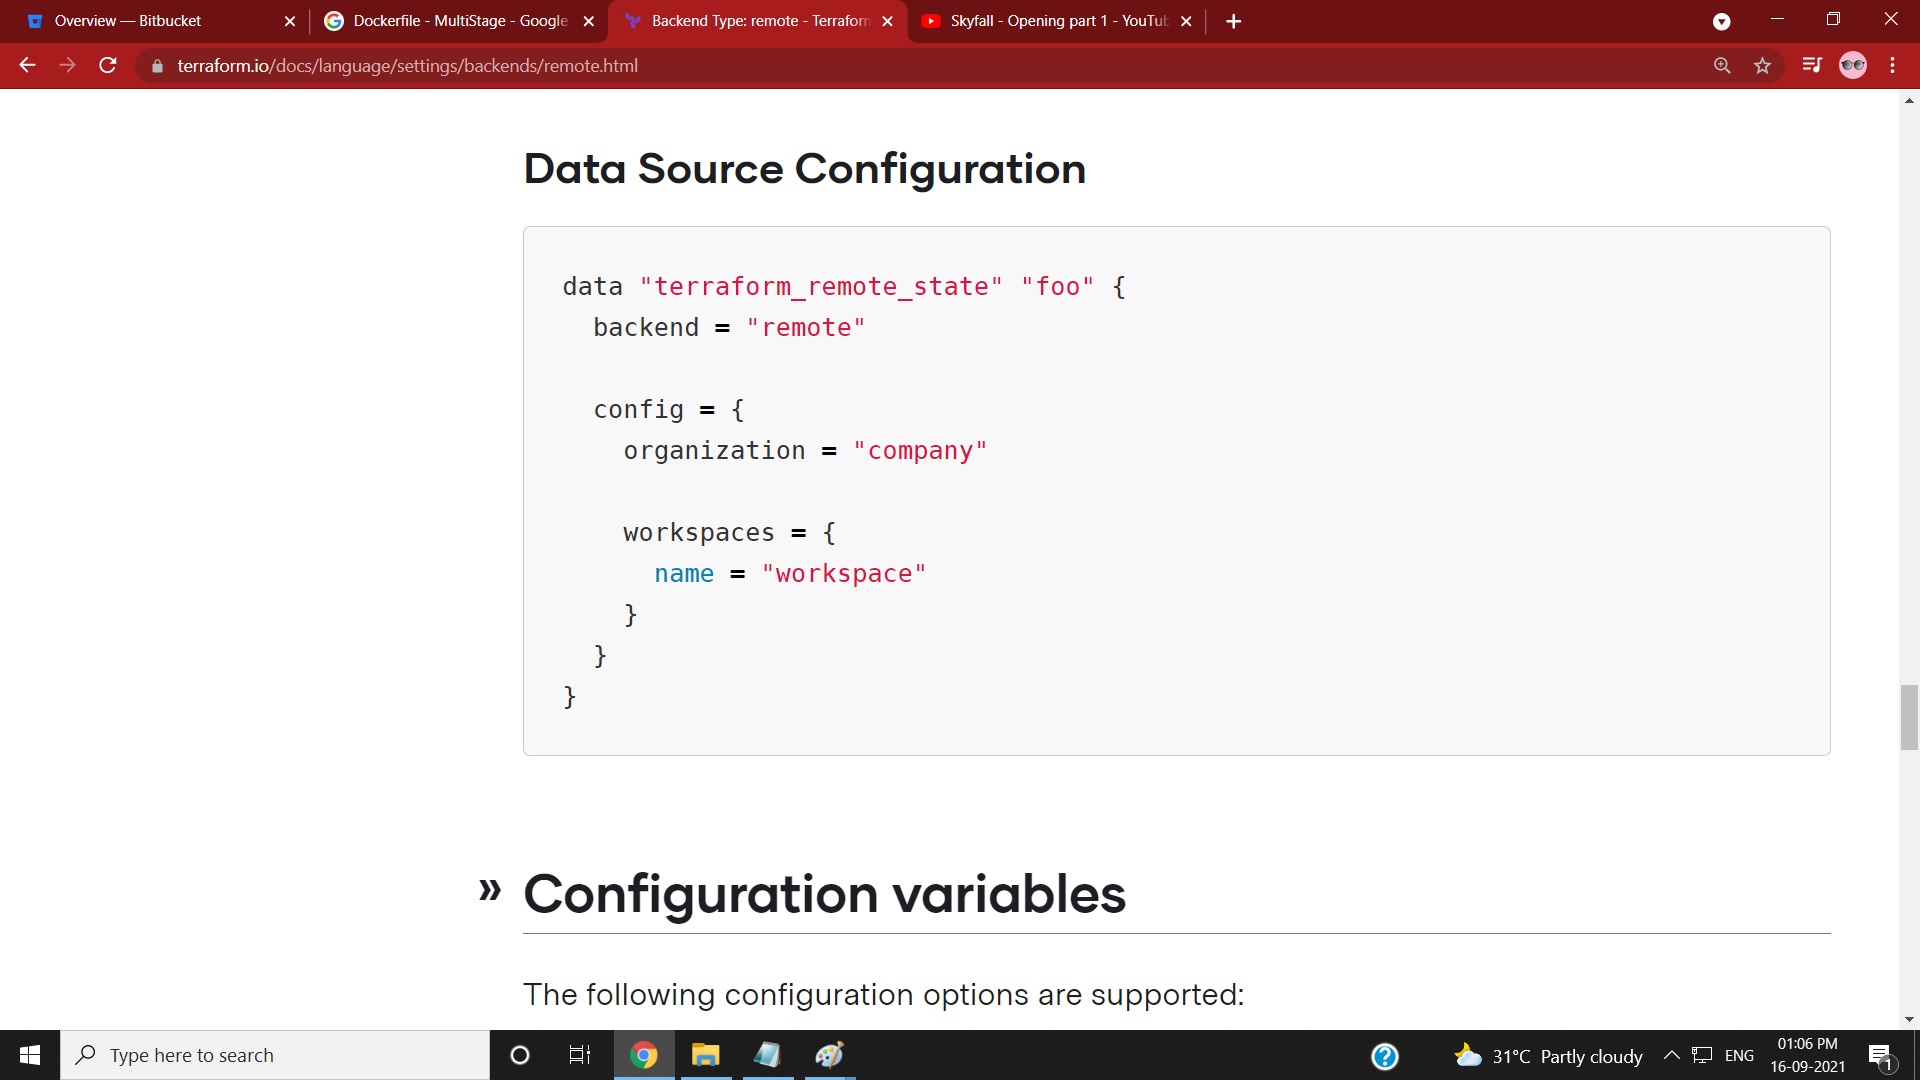 Overview — Bitbucket
Dockerfile - MultiStage - Google
Backend Type: remote - Terraform
Skyfall - Opening part 1 - YouTub
terraform.io/docs/language/settings/backends/remote.html
Data Source Configuration
data "terraform_remote_state" "foo" {
  backend = "remote"
  config = {
    organization = "company"
    workspaces = {
      name = "workspace"
    }
  }
}
» Configuration variables
The following configuration options are supported:
Type here to search
31°C Partly cloudy
ENG
01:06 PM
16-09-2021
1